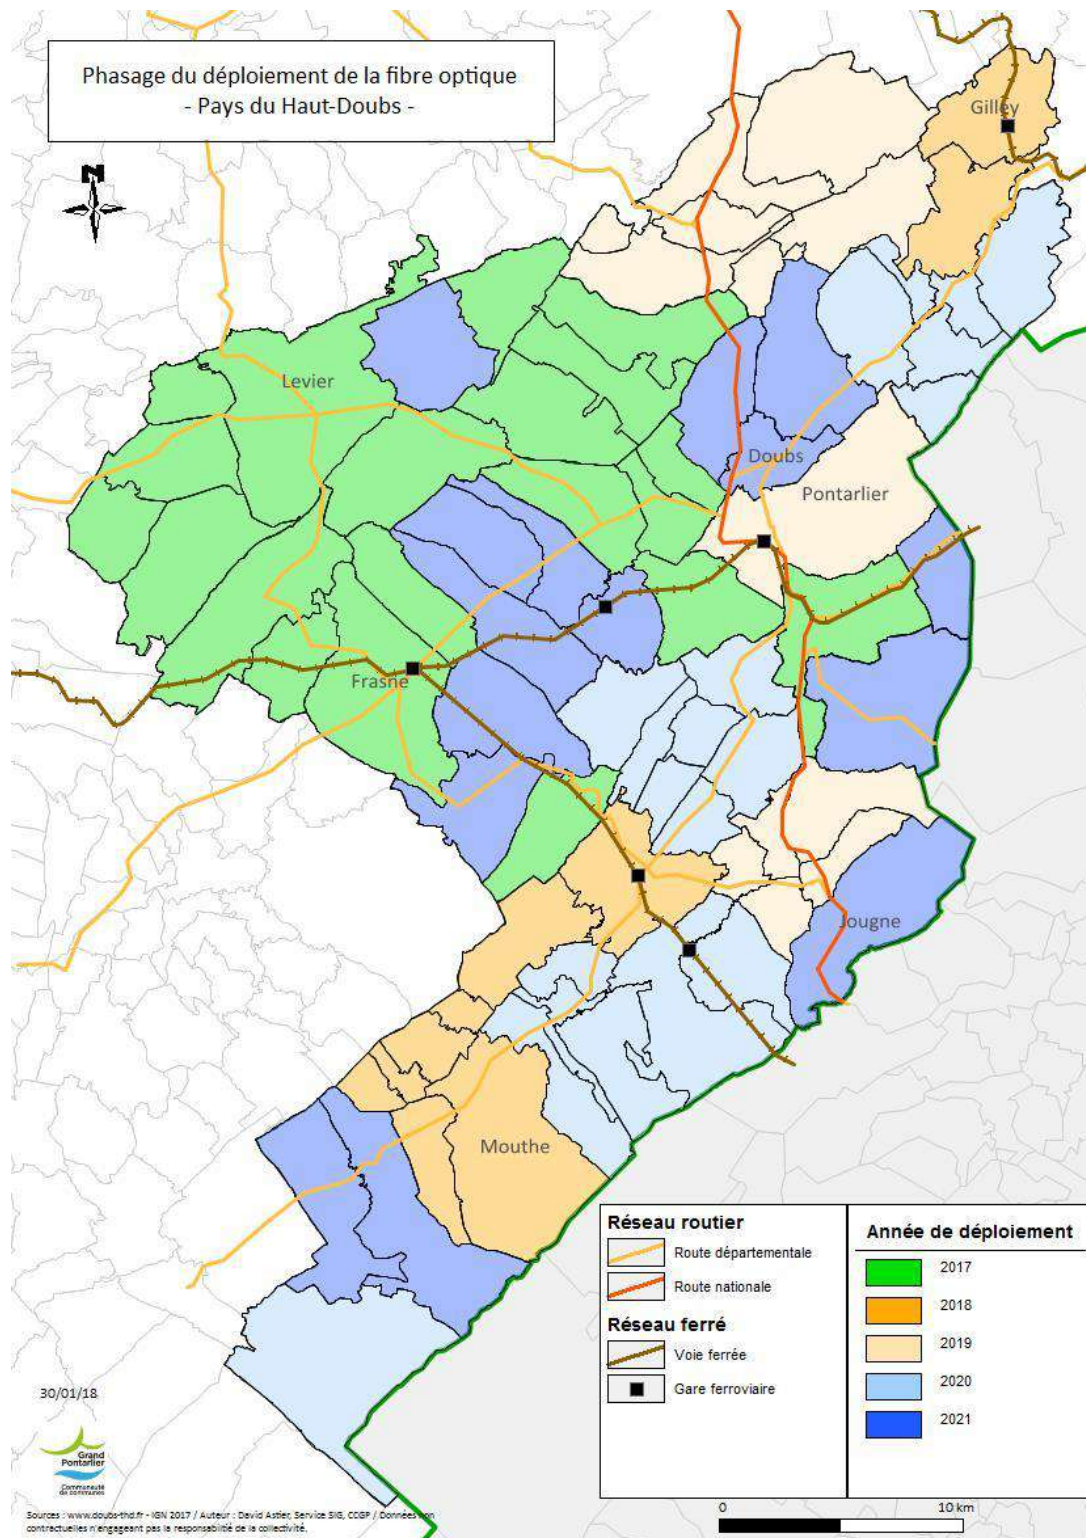 Phasage du déploiement de la fibre optique
- Pays du Haut-Doubs -
N
Gilley
Levier
Doubs
Pontarlier
Frasne
Jougne
Mouthe
Réseau routier
Route départementale
Route nationale
Réseau ferré
Voie ferrée
Gare ferroviaire
Année de déploiement
2017
2018
2019
2020
2021
30/01/18
Grand
Pontarlier
Communauté
de communes
0 10 km
Sources : www.doubs-thd.fr - IGN 2017 / Auteur : David Astier, Service SIG, CCGP / Données non
contractuelles n'engageant pas la responsabilité de la collectivité.